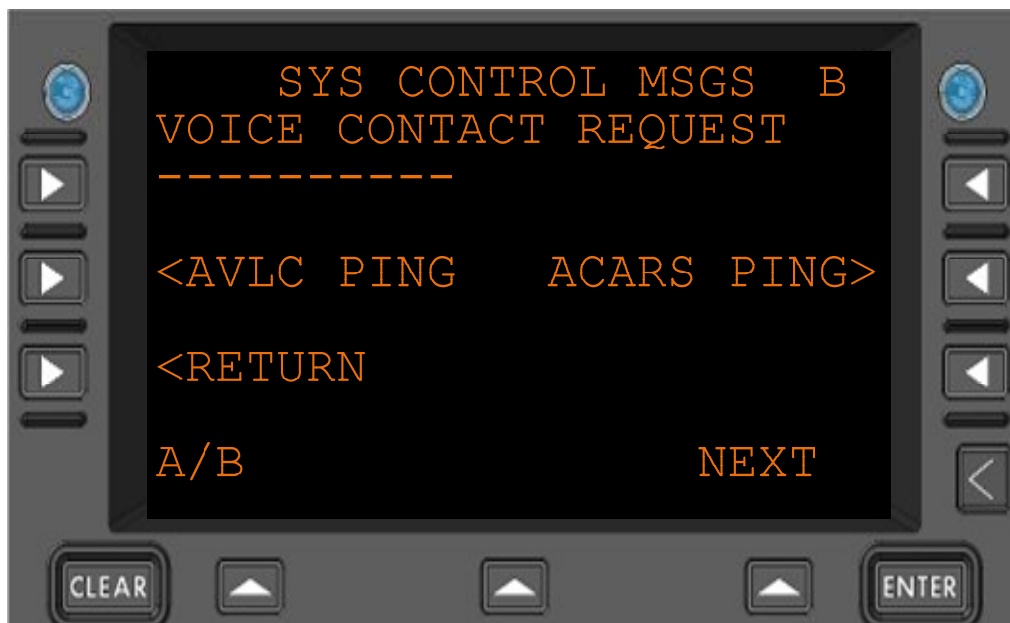 SYS CONTROL MSGS B
VOICE CONTACT REQUEST
----------
<AVLC PING ACARS PING>
<RETURN
A/B NEXT
CLEAR ENTER